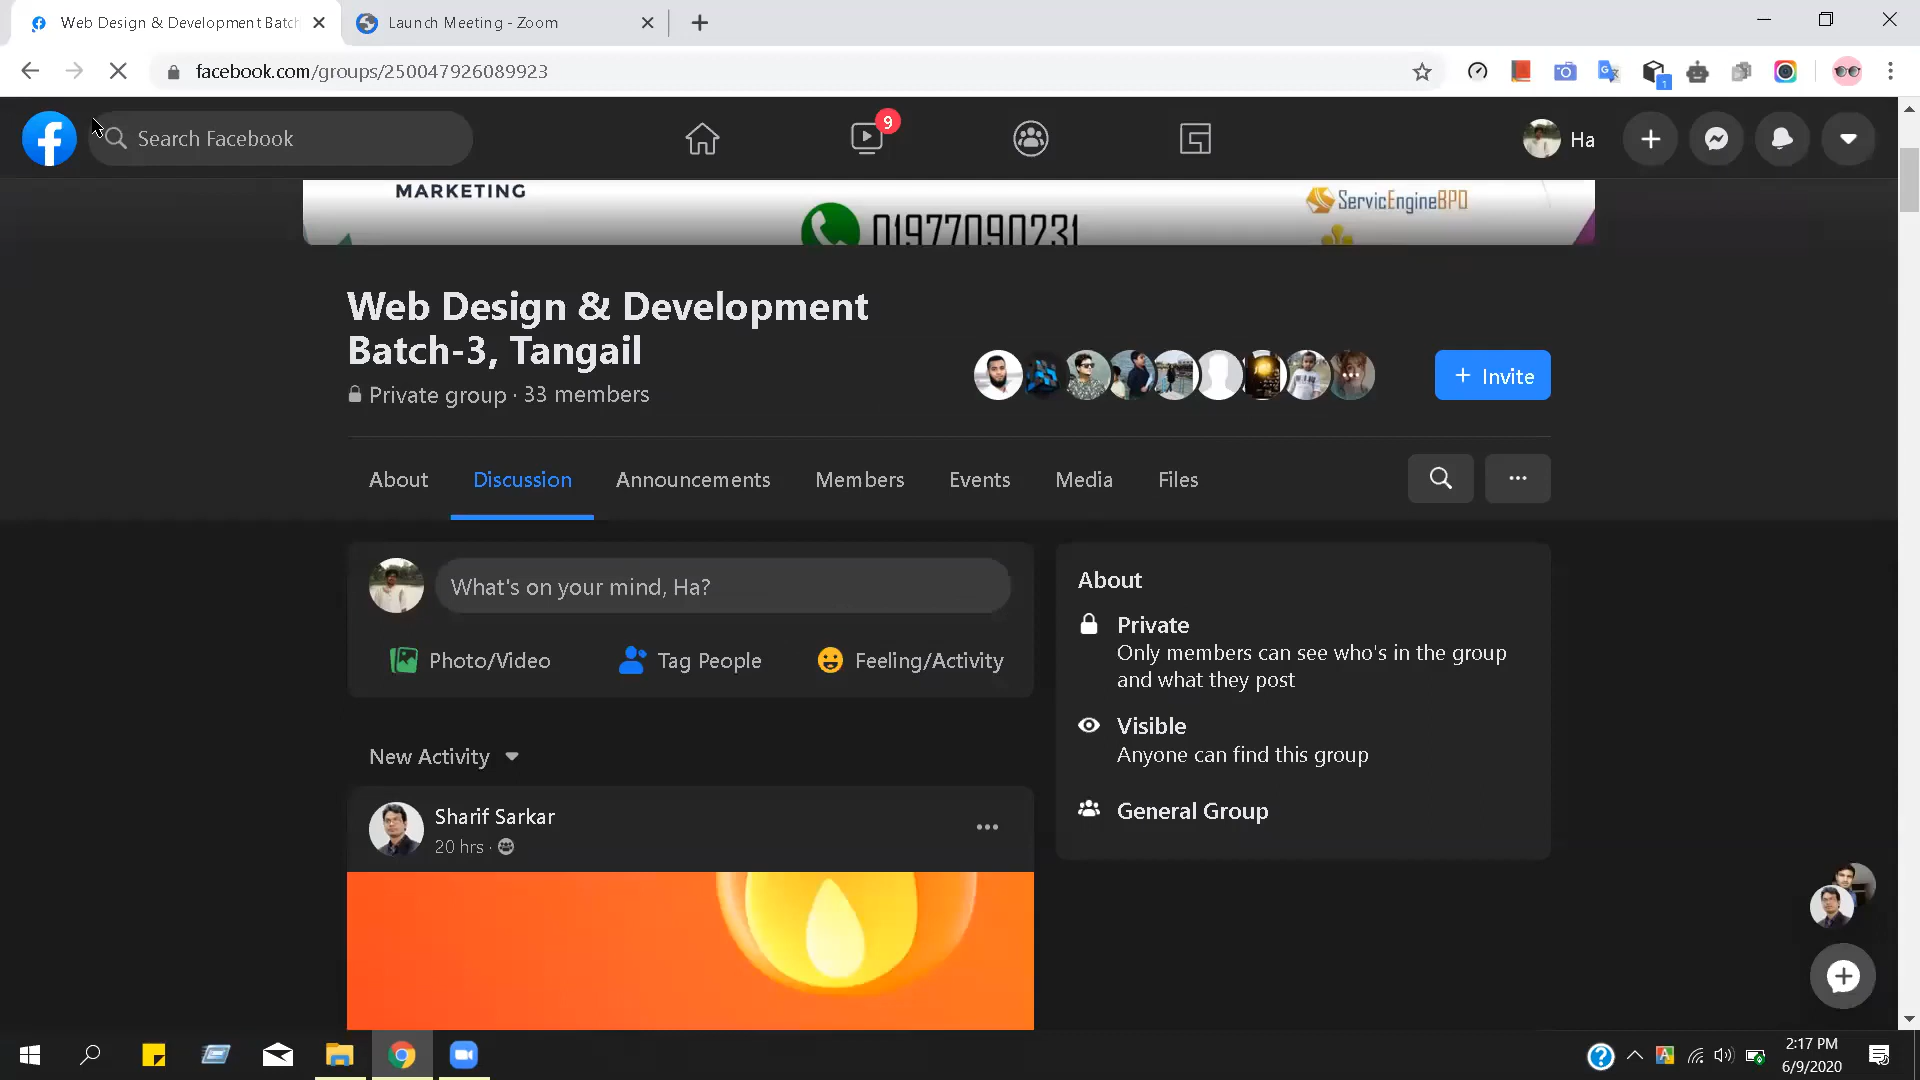 Web Design & Development Batch
Launch Meeting - Zoom
facebook.com/groups/250047926089923
1
Search Facebook
9
Ha
MARKETING
01977090231
ServicEngineBPO
Web Design & Development
Batch-3, Tangail
Private group · 33 members
+ Invite
About
Discussion
Announcements
Members
Events
Media
Files
What's on your mind, Ha?
Photo/Video
Tag People
Feeling/Activity
About
Private
Only members can see who's in the group
and what they post
Visible
Anyone can find this group
General Group
New Activity
Sharif Sarkar
20 hrs ·
2:17 PM
6/9/2020